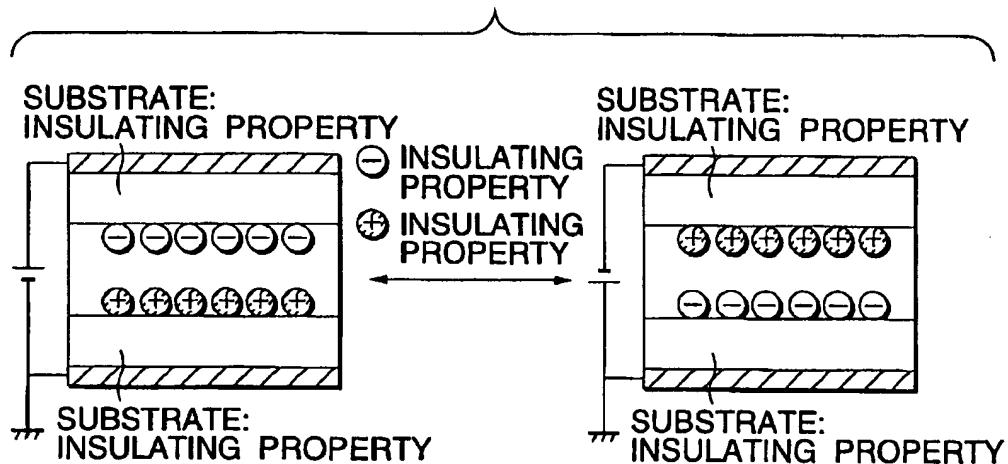 SUBSTRATE:
INSULATING PROPERTY
⊖ INSULATING
PROPERTY
⊕ INSULATING
PROPERTY
SUBSTRATE:
INSULATING PROPERTY
SUBSTRATE:
INSULATING PROPERTY
SUBSTRATE:
INSULATING PROPERTY